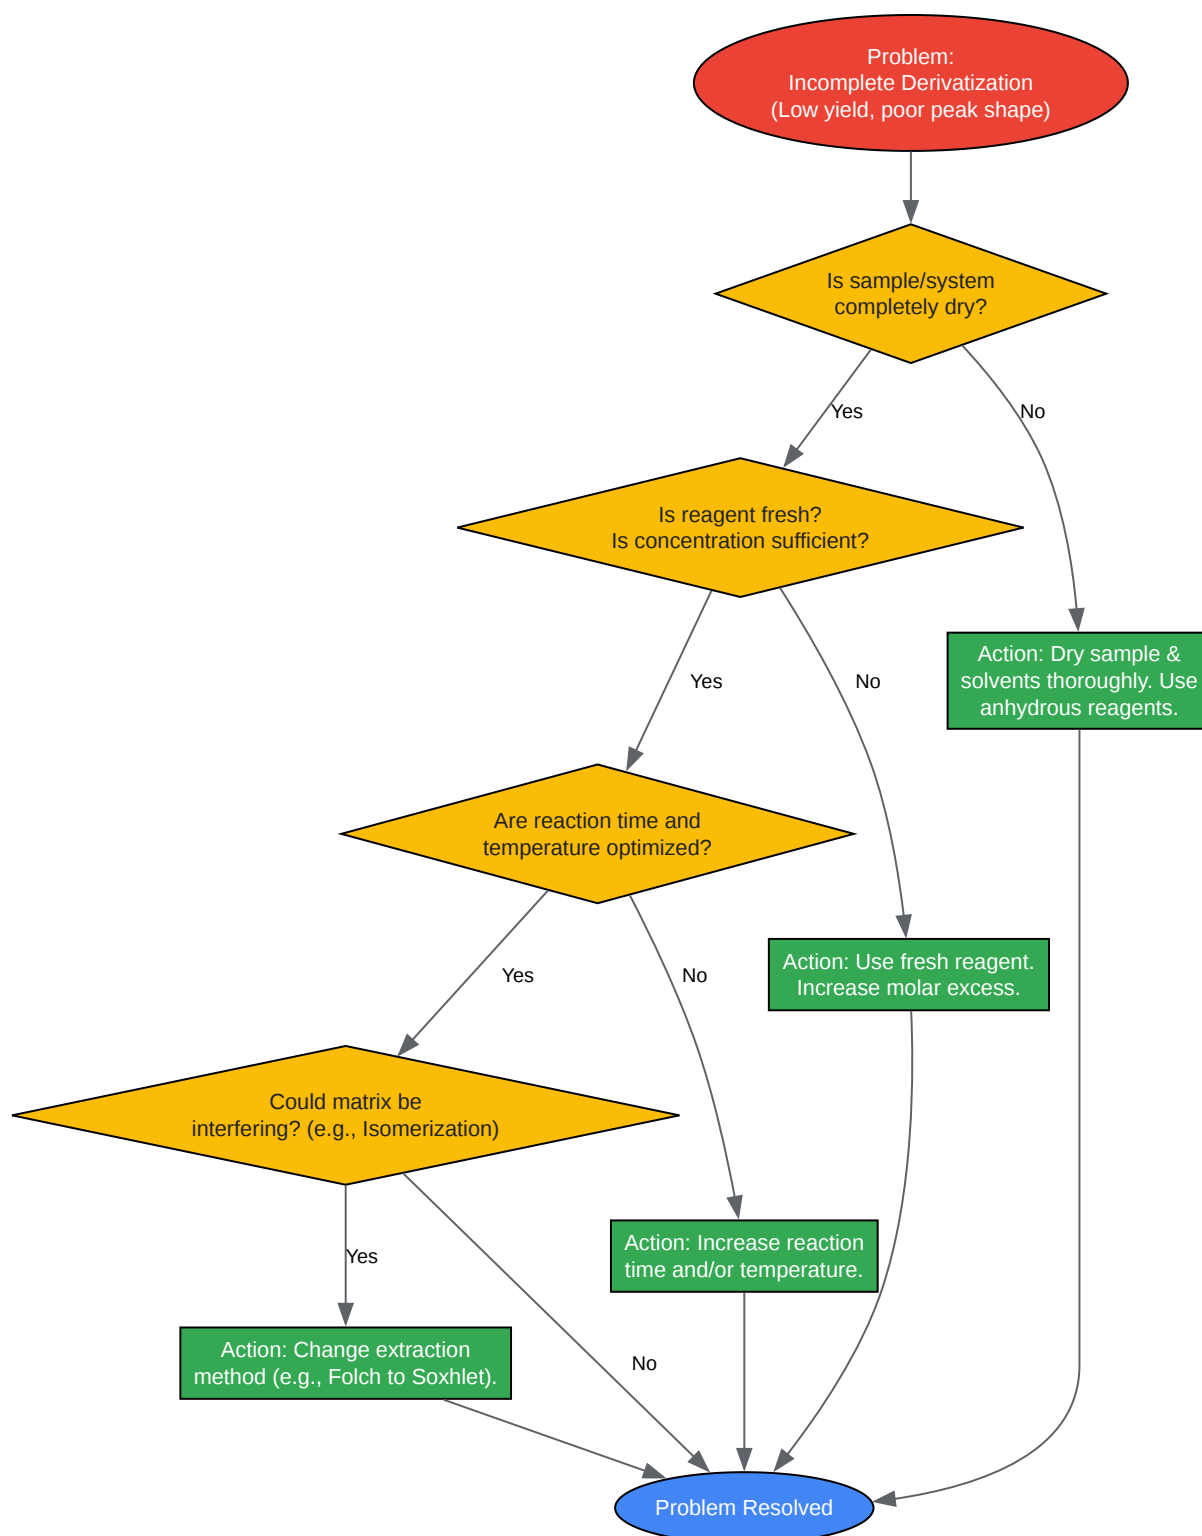 Problem:
Incomplete Derivatization
(Low yield, poor peak shape)
Is sample/system
completely dry?
Yes
No
Is reagent fresh?
Is concentration sufficient?
Yes
No
Action: Dry sample &
solvents thoroughly. Use
anhydrous reagents.
Are reaction time and
temperature optimized?
Yes
No
Action: Use fresh reagent.
Increase molar excess.
Could matrix be
interfering? (e.g., Isomerization)
Yes
No
Action: Increase reaction
time and/or temperature.
Action: Change extraction
method (e.g., Folch to Soxhlet).
Problem Resolved